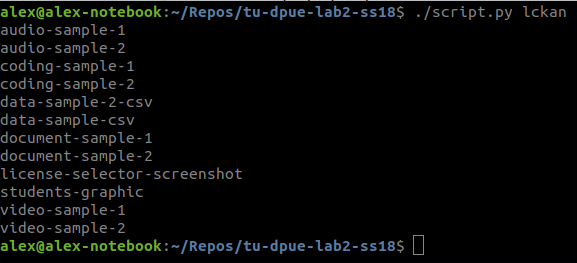 alex@alex-notebook:~/Repos/tu-dpue-lab2-ss18$ ./script.py lckan
audio-sample-1
audio-sample-2
coding-sample-1
coding-sample-2
data-sample-2-csv
data-sample-csv
document-sample-1
document-sample-2
license-selector-screenshot
students-graphic
video-sample-1
video-sample-2
alex@alex-notebook:~/Repos/tu-dpue-lab2-ss18$